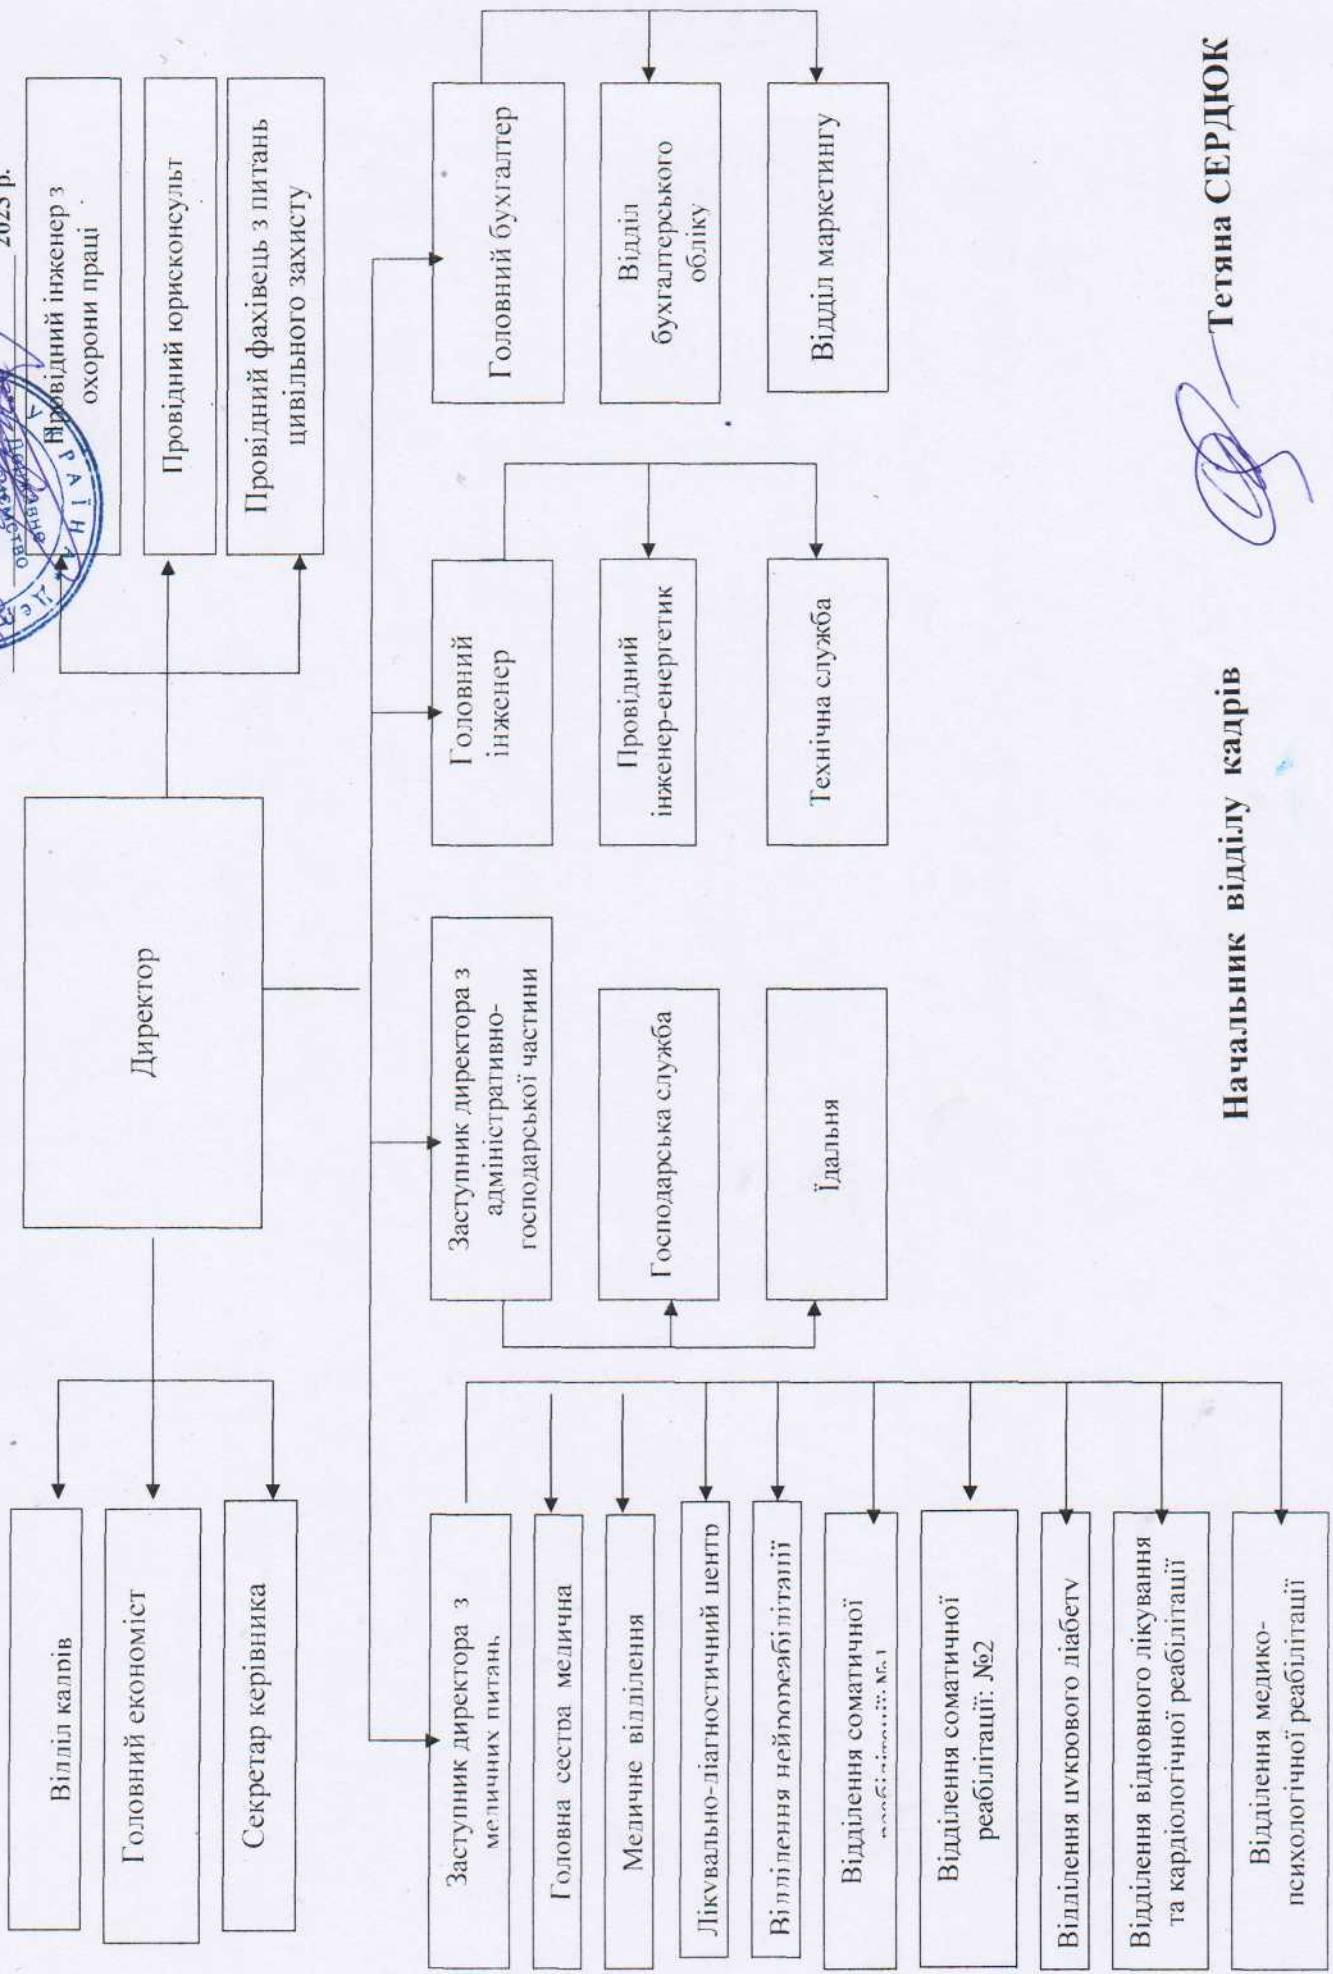 2023 р.
Провідний інженер з
охорони праці
Провідний юрисконсульт
Провідний фахівець з питань
цивільного захисту
Директор
Відділ кадрів
Головний економіст
Секретар керівника
Заступник директора з
медичних питань
Головна сестра медична
Медичне відділення
Лікувально-діагностичний центр
Відділення нейрореабілітації
Відділення соматичної
реабілітації: №1
Відділення соматичної
реабілітації: №2
Відділення цукрового діабету
Відділення відновного лікування
та кардіологічної реабілітації
Відділення медико-
психологічної реабілітації
Заступник директора з
адміністративно-
господарської частини
Господарська служба
Їдальня
Головний
інженер
Провідний
інженер-енергетик
Технічна служба
Головний бухгалтер
Відділ
бухгалтерського
обліку
Відділ маркетингу
Начальник відділу кадрів Тетяна СЕРДЮК